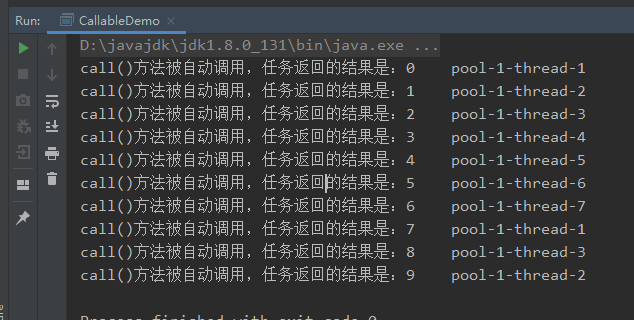 Run: CallableDemo ×
D:\javajdk\jdk1.8.0_131\bin\java.exe ...
call()方法被自动调用，任务返回的结果是：0    pool-1-thread-1
call()方法被自动调用，任务返回的结果是：1    pool-1-thread-2
call()方法被自动调用，任务返回的结果是：2    pool-1-thread-3
call()方法被自动调用，任务返回的结果是：3    pool-1-thread-4
call()方法被自动调用，任务返回的结果是：4    pool-1-thread-5
call()方法被自动调用，任务返回的结果是：5    pool-1-thread-6
call()方法被自动调用，任务返回的结果是：6    pool-1-thread-7
call()方法被自动调用，任务返回的结果是：7    pool-1-thread-1
call()方法被自动调用，任务返回的结果是：8    pool-1-thread-3
call()方法被自动调用，任务返回的结果是：9    pool-1-thread-2
Process finished with exit code 0